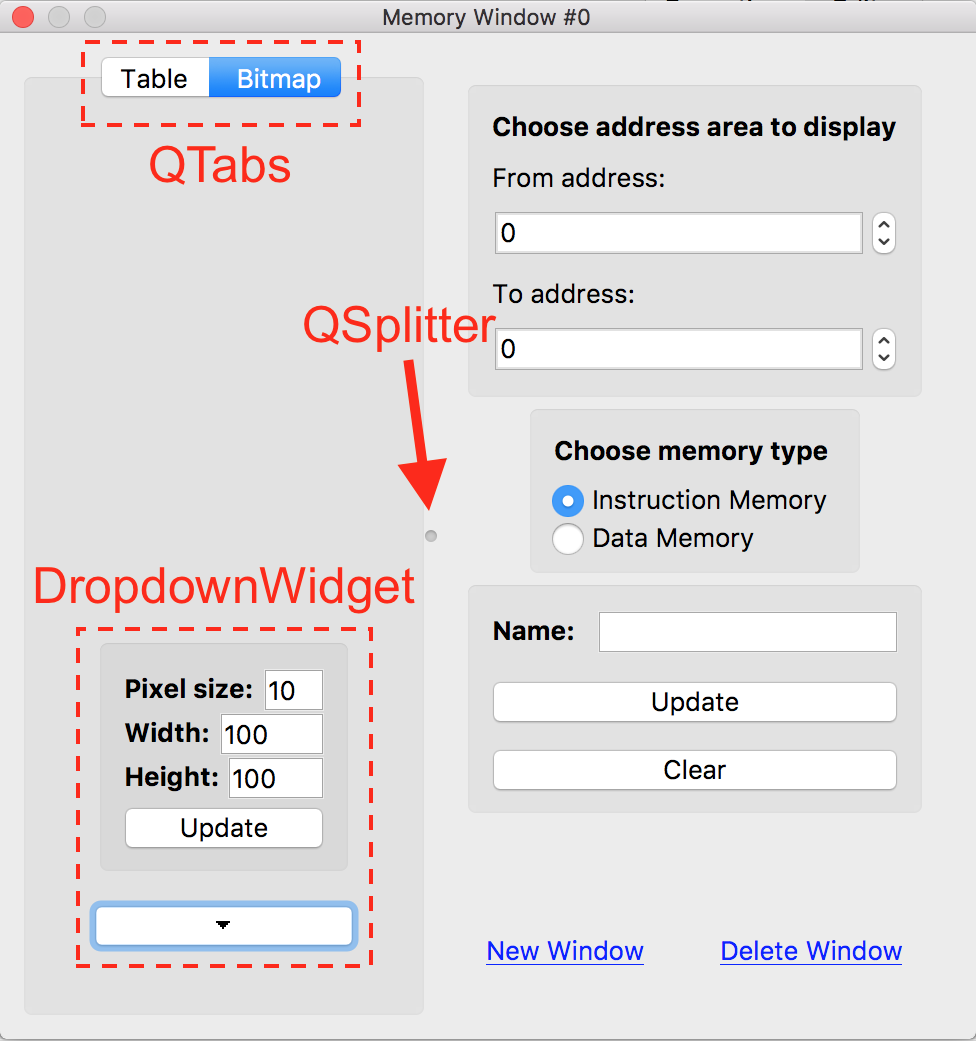 Memory Window #0
Table
Bitmap
QTabs
Choose address area to display
From address:
0
To address:
0
QSplitter
Choose memory type
Instruction Memory
Data Memory
DropdownWidget
Pixel size: 10
Width: 100
Height: 100
Update
Name:
Update
Clear
New Window
Delete Window